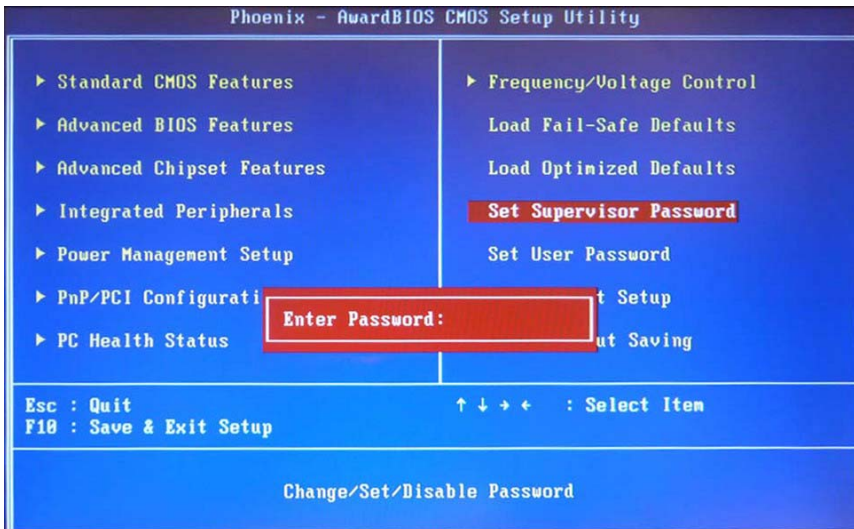 Phoenix - AwardBIOS CMOS Setup Utility
Standard CMOS Features
Advanced BIOS Features
Advanced Chipset Features
Integrated Peripherals
Power Management Setup
PnP/PCI Configurati
PC Health Status
Frequency/Voltage Control
Load Fail-Safe Defaults
Load Optimized Defaults
Set Supervisor Password
Set User Password
t Setup
ut Saving
Enter Password:
Esc : Quit
F10 : Save & Exit Setup
↑ ↓ → ← : Select Item
Change/Set/Disable Password